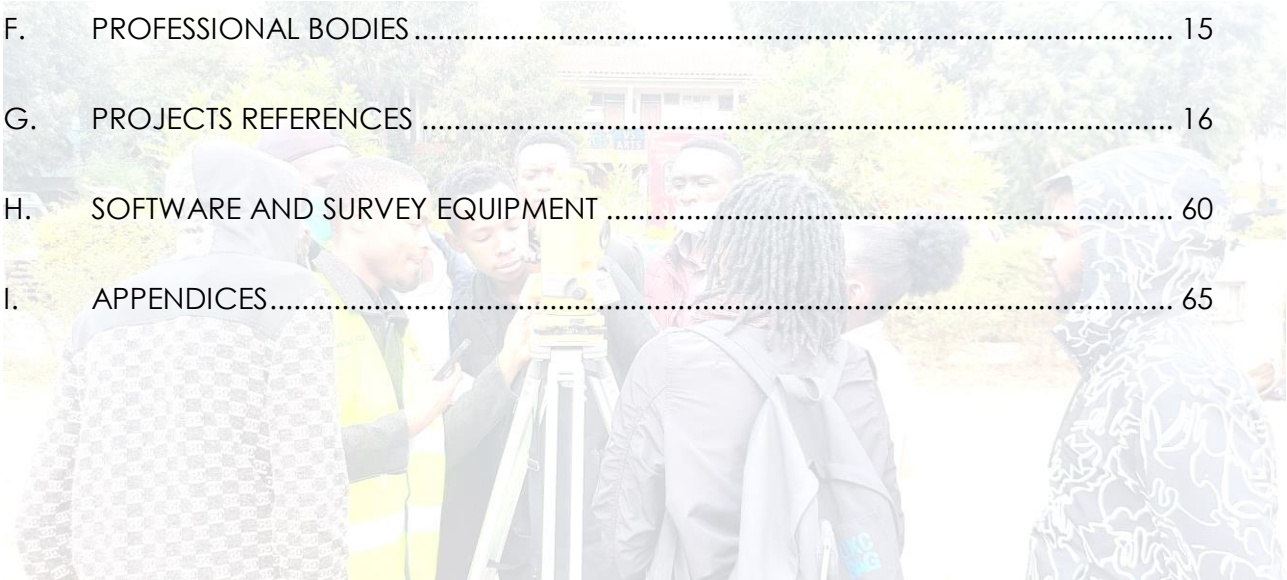 F. PROFESSIONAL BODIES ........................................................................ 15
G. PROJECTS REFERENCES ........................................................................ 16
H. SOFTWARE AND SURVEY EQUIPMENT ........................................................................ 60
I. APPENDICES ........................................................................ 65